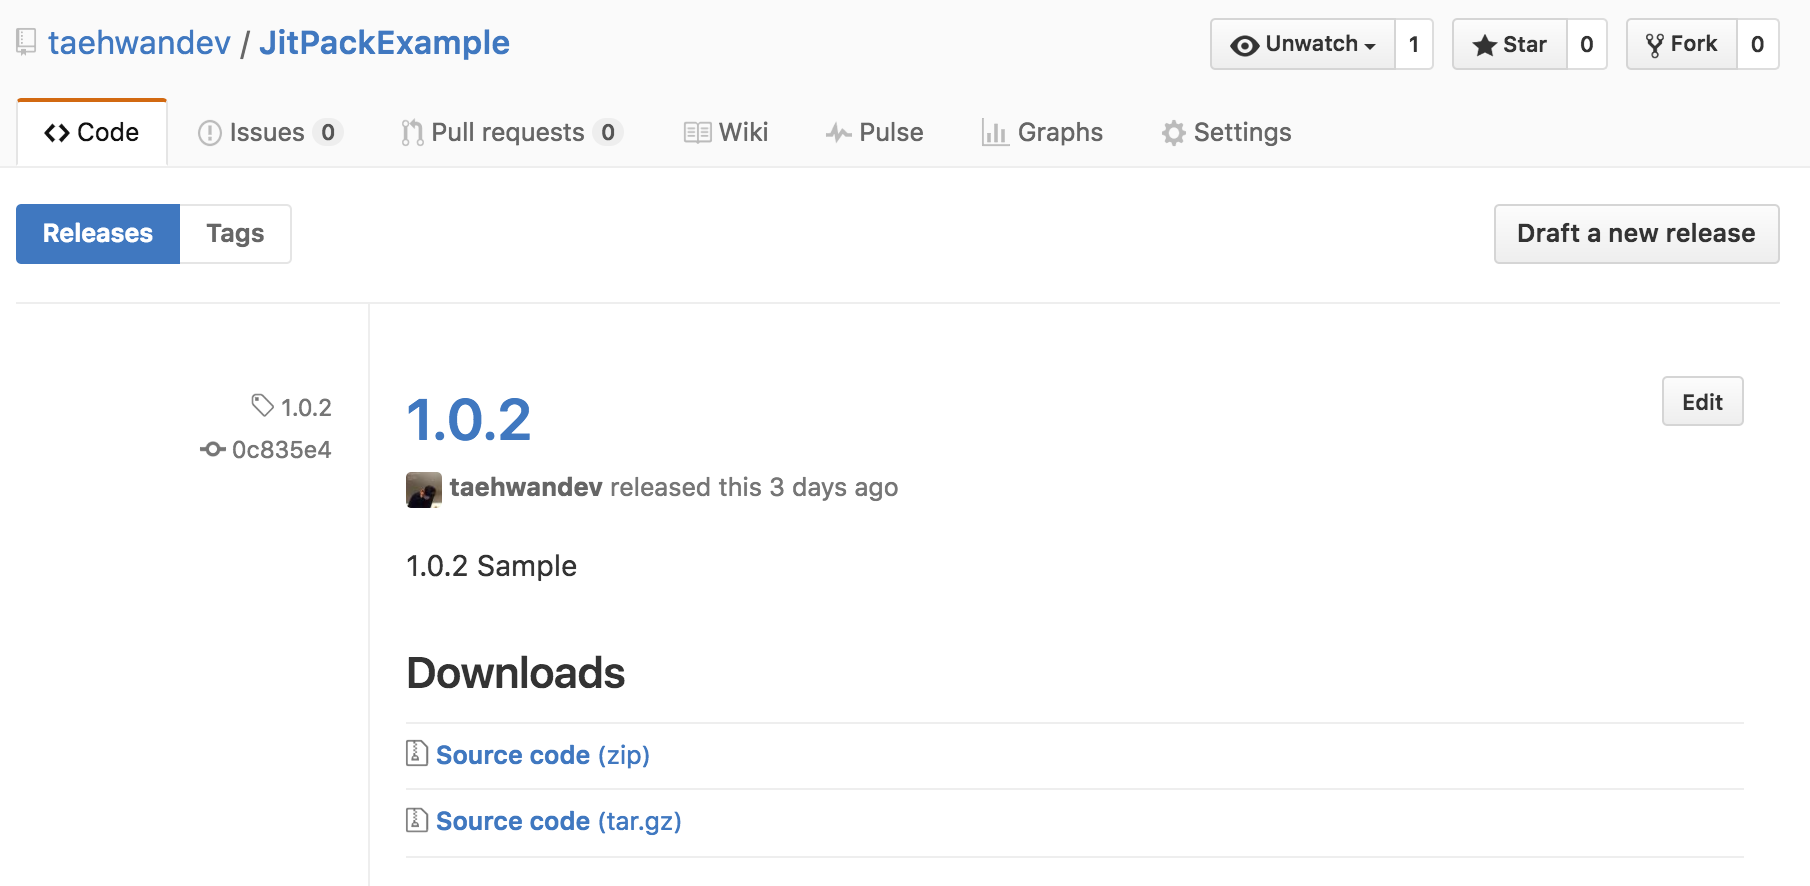 taehwandev / JitPackExample
Unwatch 1 Star 0 Fork 0
Code Issues 0 Pull requests 0 Wiki Pulse Graphs Settings
Releases Tags Draft a new release
1.0.2
0c835e4
1.0.2 Edit
taehwandev released this 3 days ago
1.0.2 Sample
Downloads
Source code (zip)
Source code (tar.gz)